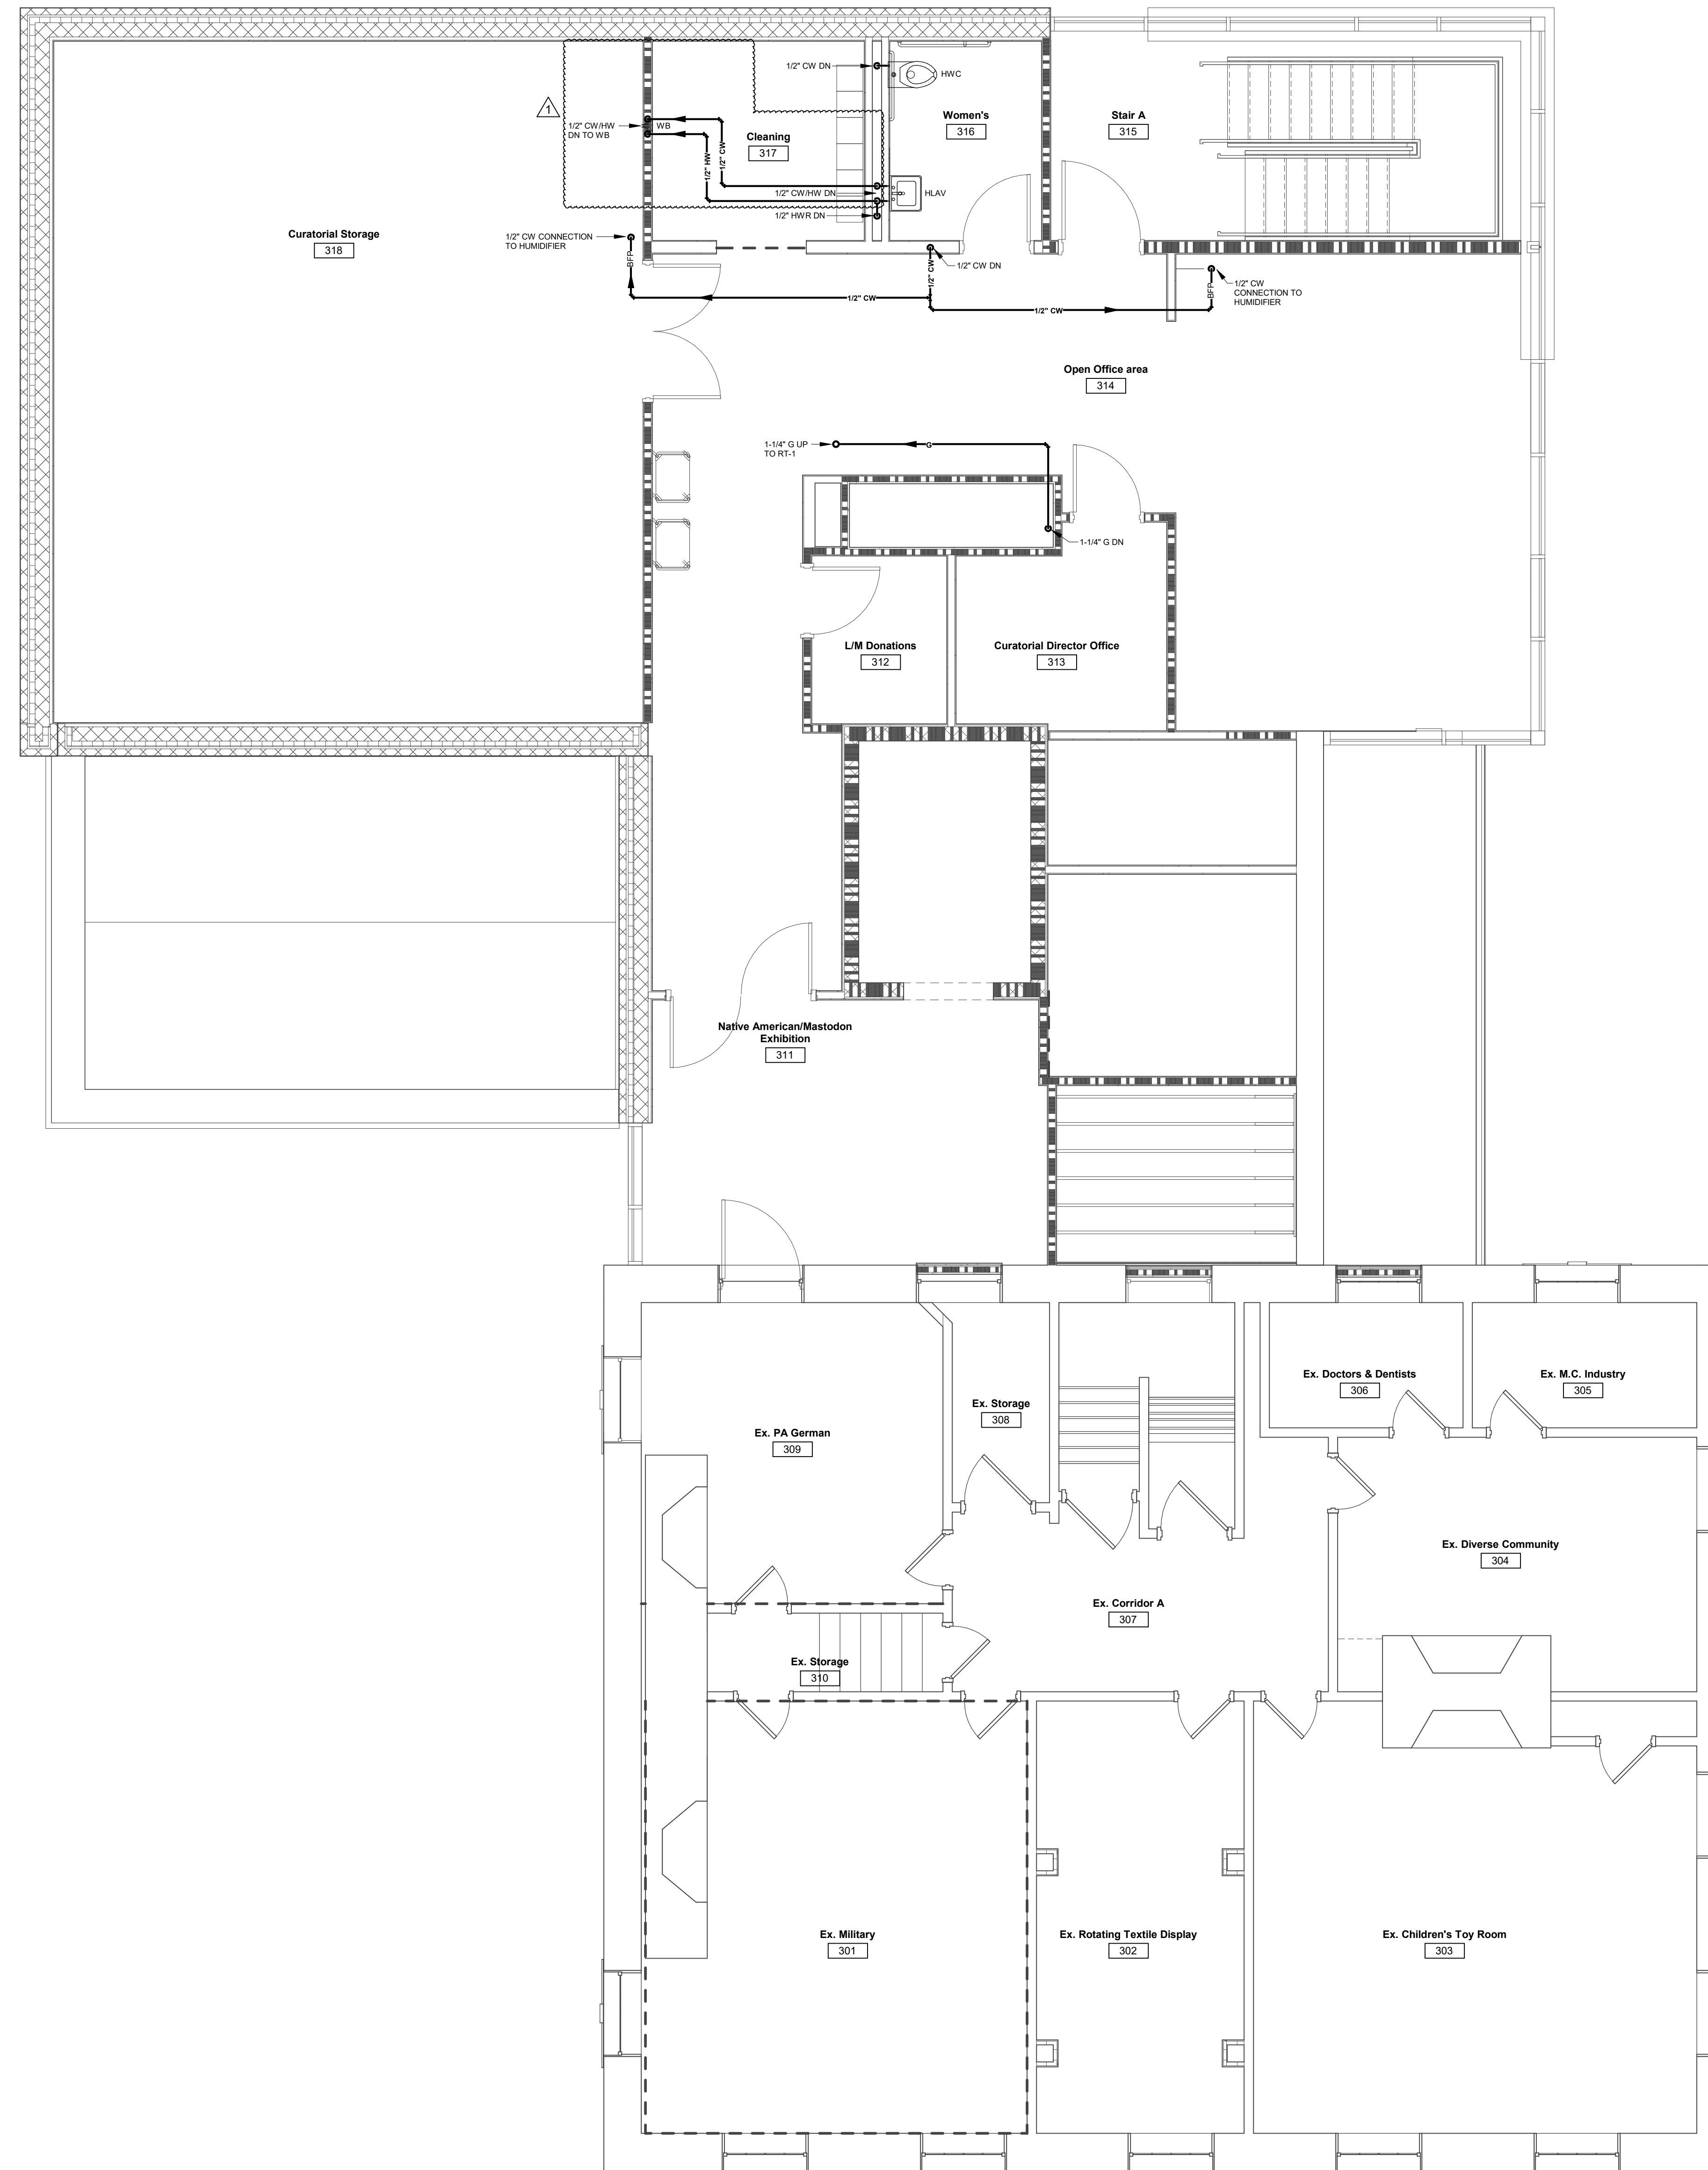 1/2" CW DN
HWC
1
1/2" CW/HW
DN TO WB
WB
Cleaning
317
Women's
316
Stair A
315
1/2" HW
1/2" CW
1/2" CW/HW DN
HLAV
1/2" HWR DN
Curatorial Storage
318
1/2" CW CONNECTION
TO HUMIDIFIER
BFP
1/2" CW
1/2" CW DN
1/2" CW
1/2" CW
BFP
1/2" CW
CONNECTION TO
HUMIDIFIER
Open Office area
314
1-1/4" G UP
TO RT-1
G
1-1/4" G DN
L/M Donations
312
Curatorial Director Office
313
Native American/Mastodon
Exhibition
311
Ex. Doctors & Dentists
306
Ex. M.C. Industry
305
Ex. Storage
308
Ex. PA German
309
Ex. Diverse Community
304
Ex. Corridor A
307
Ex. Storage
310
Ex. Military
301
Ex. Rotating Textile Display
302
Ex. Children's Toy Room
303